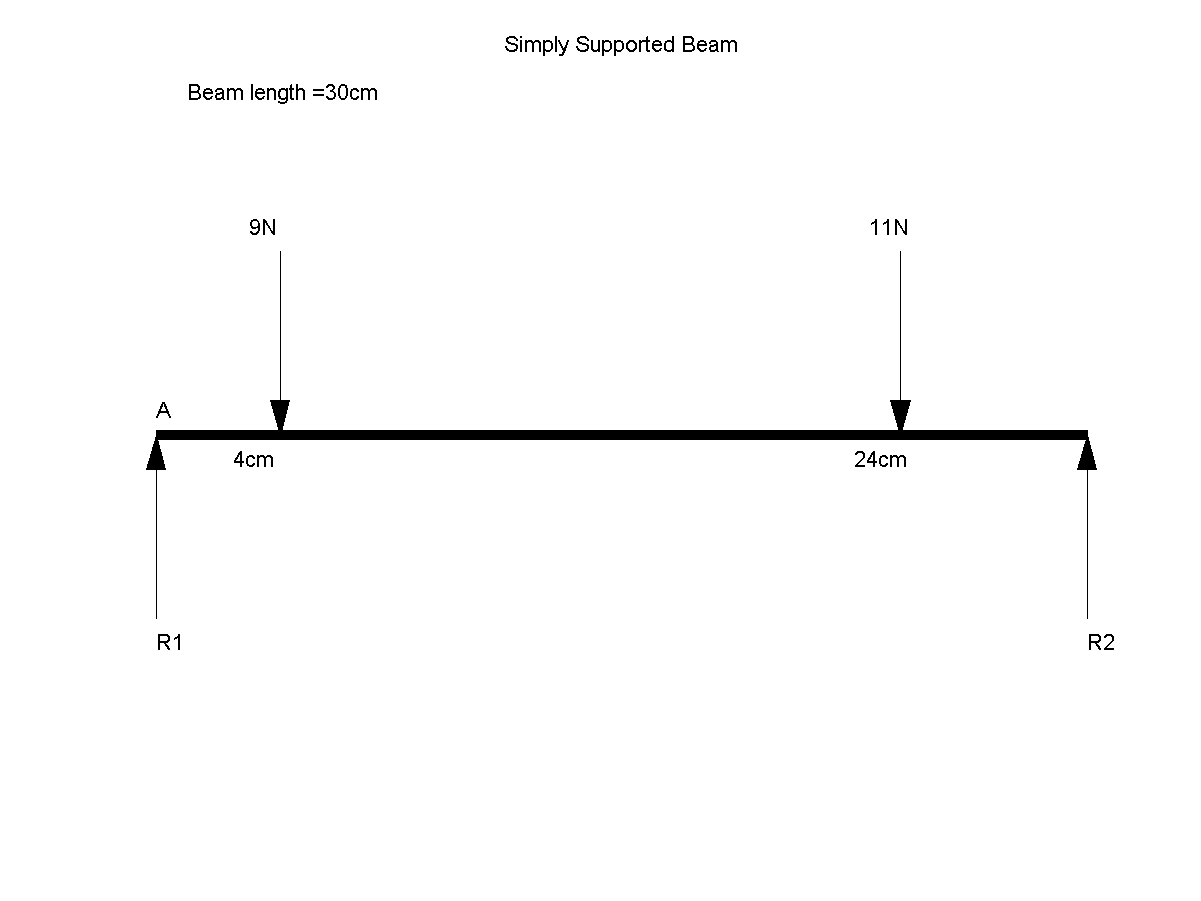 Simply Supported Beam
Beam length =30cm
9N
11N
A
4cm
24cm
R1
R2